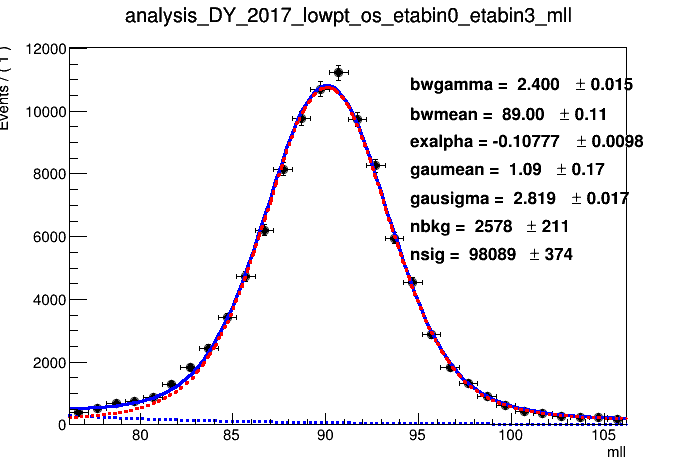 analysis_DY_2017_lowpt_os_etabin0_etabin3_mll
Events / ( 1 )
12000
10000
8000
6000
4000
2000
0
bwgamma = 2.400 ± 0.015
bwmean = 89.00 ± 0.11
exalpha = -0.10777 ± 0.0098
gaumean = 1.09 ± 0.17
gausigma = 2.819 ± 0.017
nbkg = 2578 ± 211
nsig = 98089 ± 374
80 85 90 95 100 105
mll